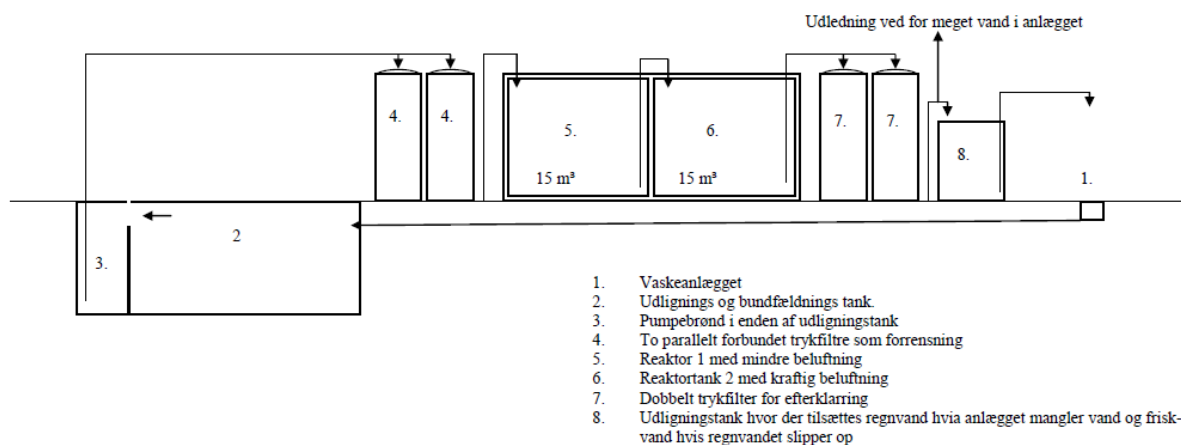 Udledning ved for meget vand i anlægget
4.
4.
5.
6.
7.
7.
8.
15 m³
15 m³
1.
2
3.
1. Vaskeanlægget
2. Udlignings og bundfældnings tank.
3. Pumpebrønd i enden af udligningstank
4. To parallelt forbundet trykfiltre som forrensning
5. Reaktor 1 med mindre beluftning
6. Reaktortank 2 med kraftig beluftning
7. Dobbelt trykfilter for efterklarring
8. Udligningstank hvor der tilsættes regnvand hvia anlægget mangler vand og frisk-
vand hvis regnvandet slipper op